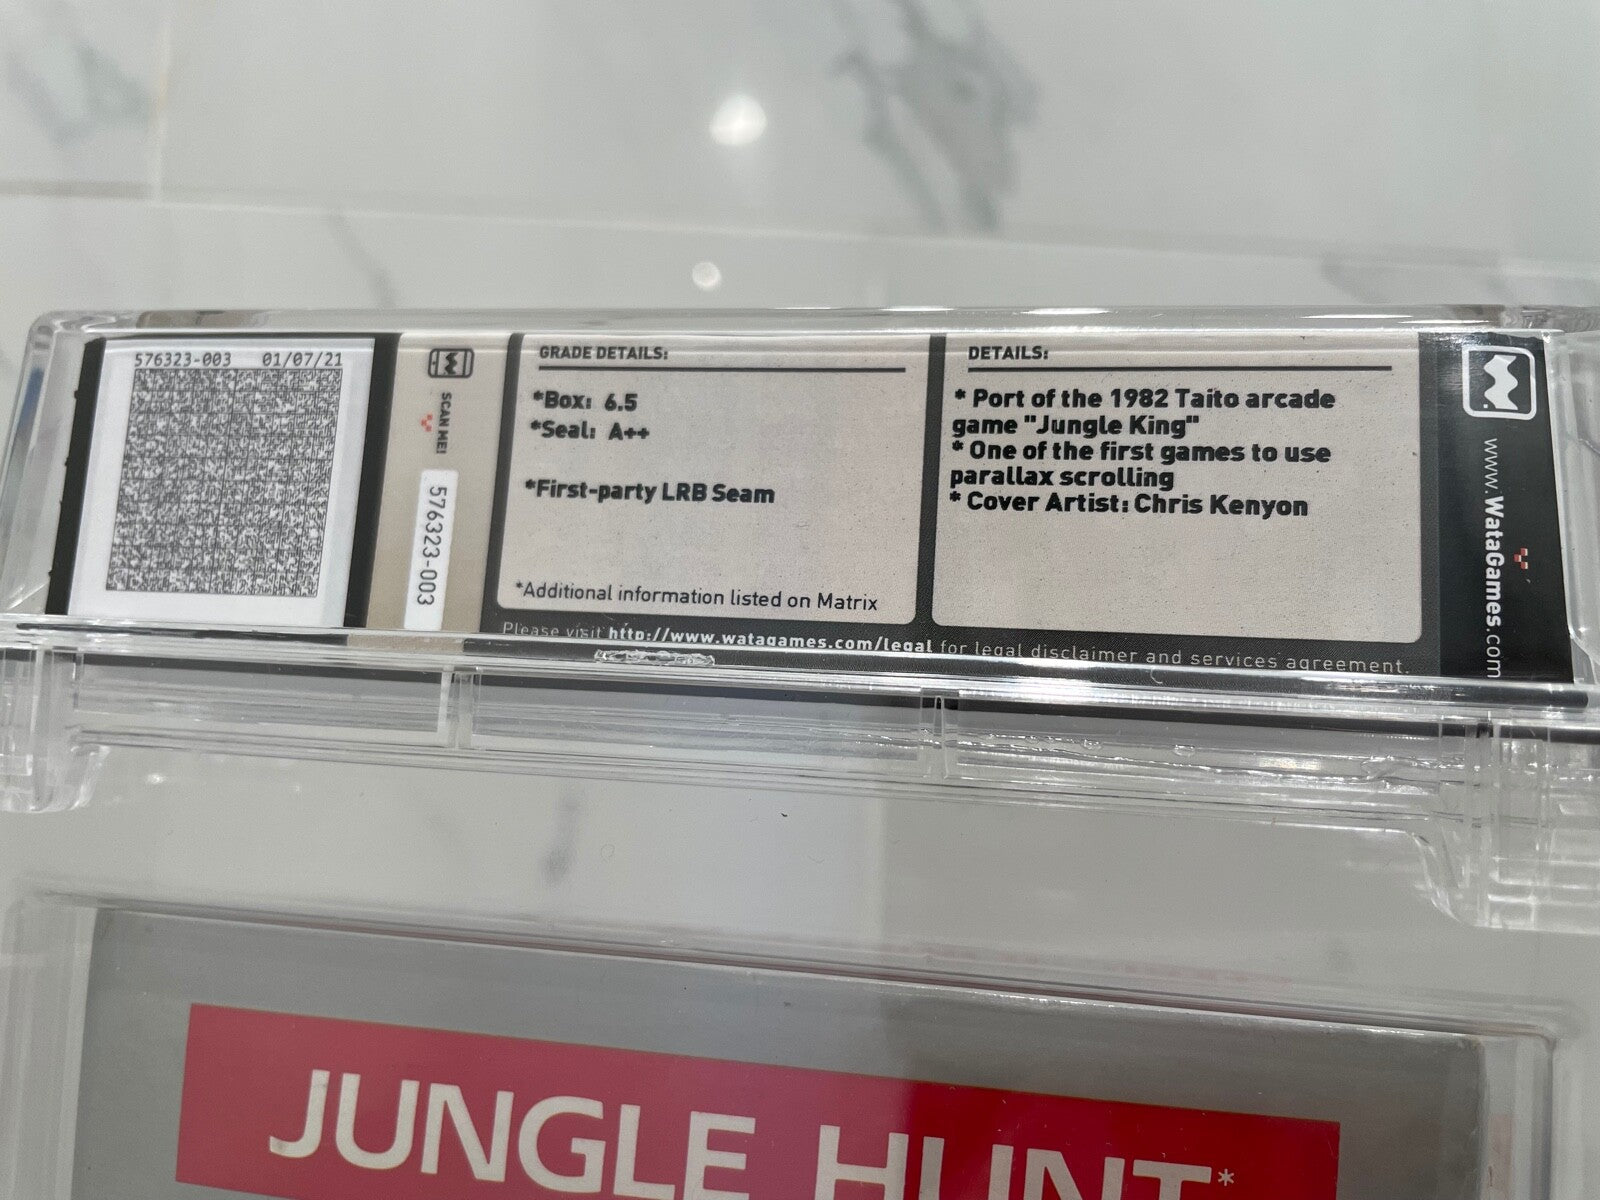 576323-003 01/07/21
SCAN ME!
576323-003
GRADE DETAILS:
*Box: 6.5
*Seal: A++
*First-party LRB Seam
*Additional information listed on Matrix
DETAILS:
* Port of the 1982 Taito arcade
game "Jungle King"
* One of the first games to use
parallax scrolling
* Cover Artist: Chris Kenyon
Please visit http://www.watagames.com/legal for legal disclaimer and services agreement.
www.WataGames.com
JUNGLE HUNT*